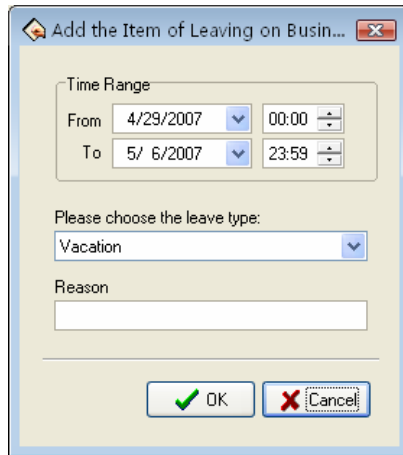 Add the Item of Leaving on Busin...
Time Range
From 4/29/2007 00:00
To 5/ 6/2007 23:59
Please choose the leave type:
Vacation
Reason
OK Cancel